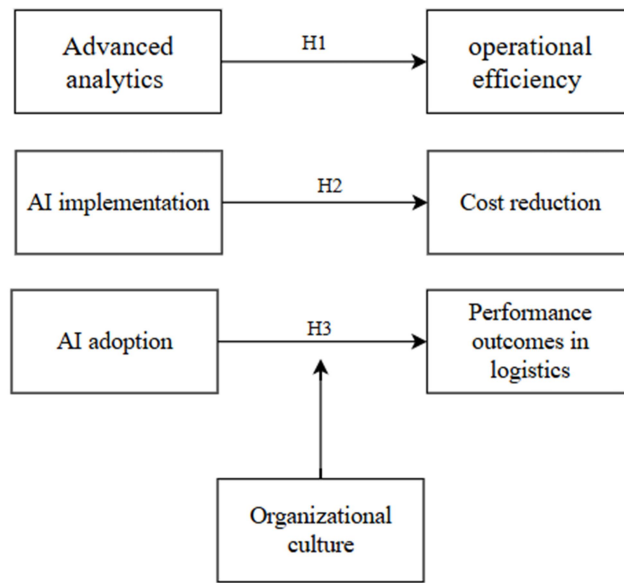 Advanced
analytics
H1
operational
efficiency
AI implementation
H2
Cost reduction
AI adoption
H3
Performance
outcomes in
logistics
Organizational
culture